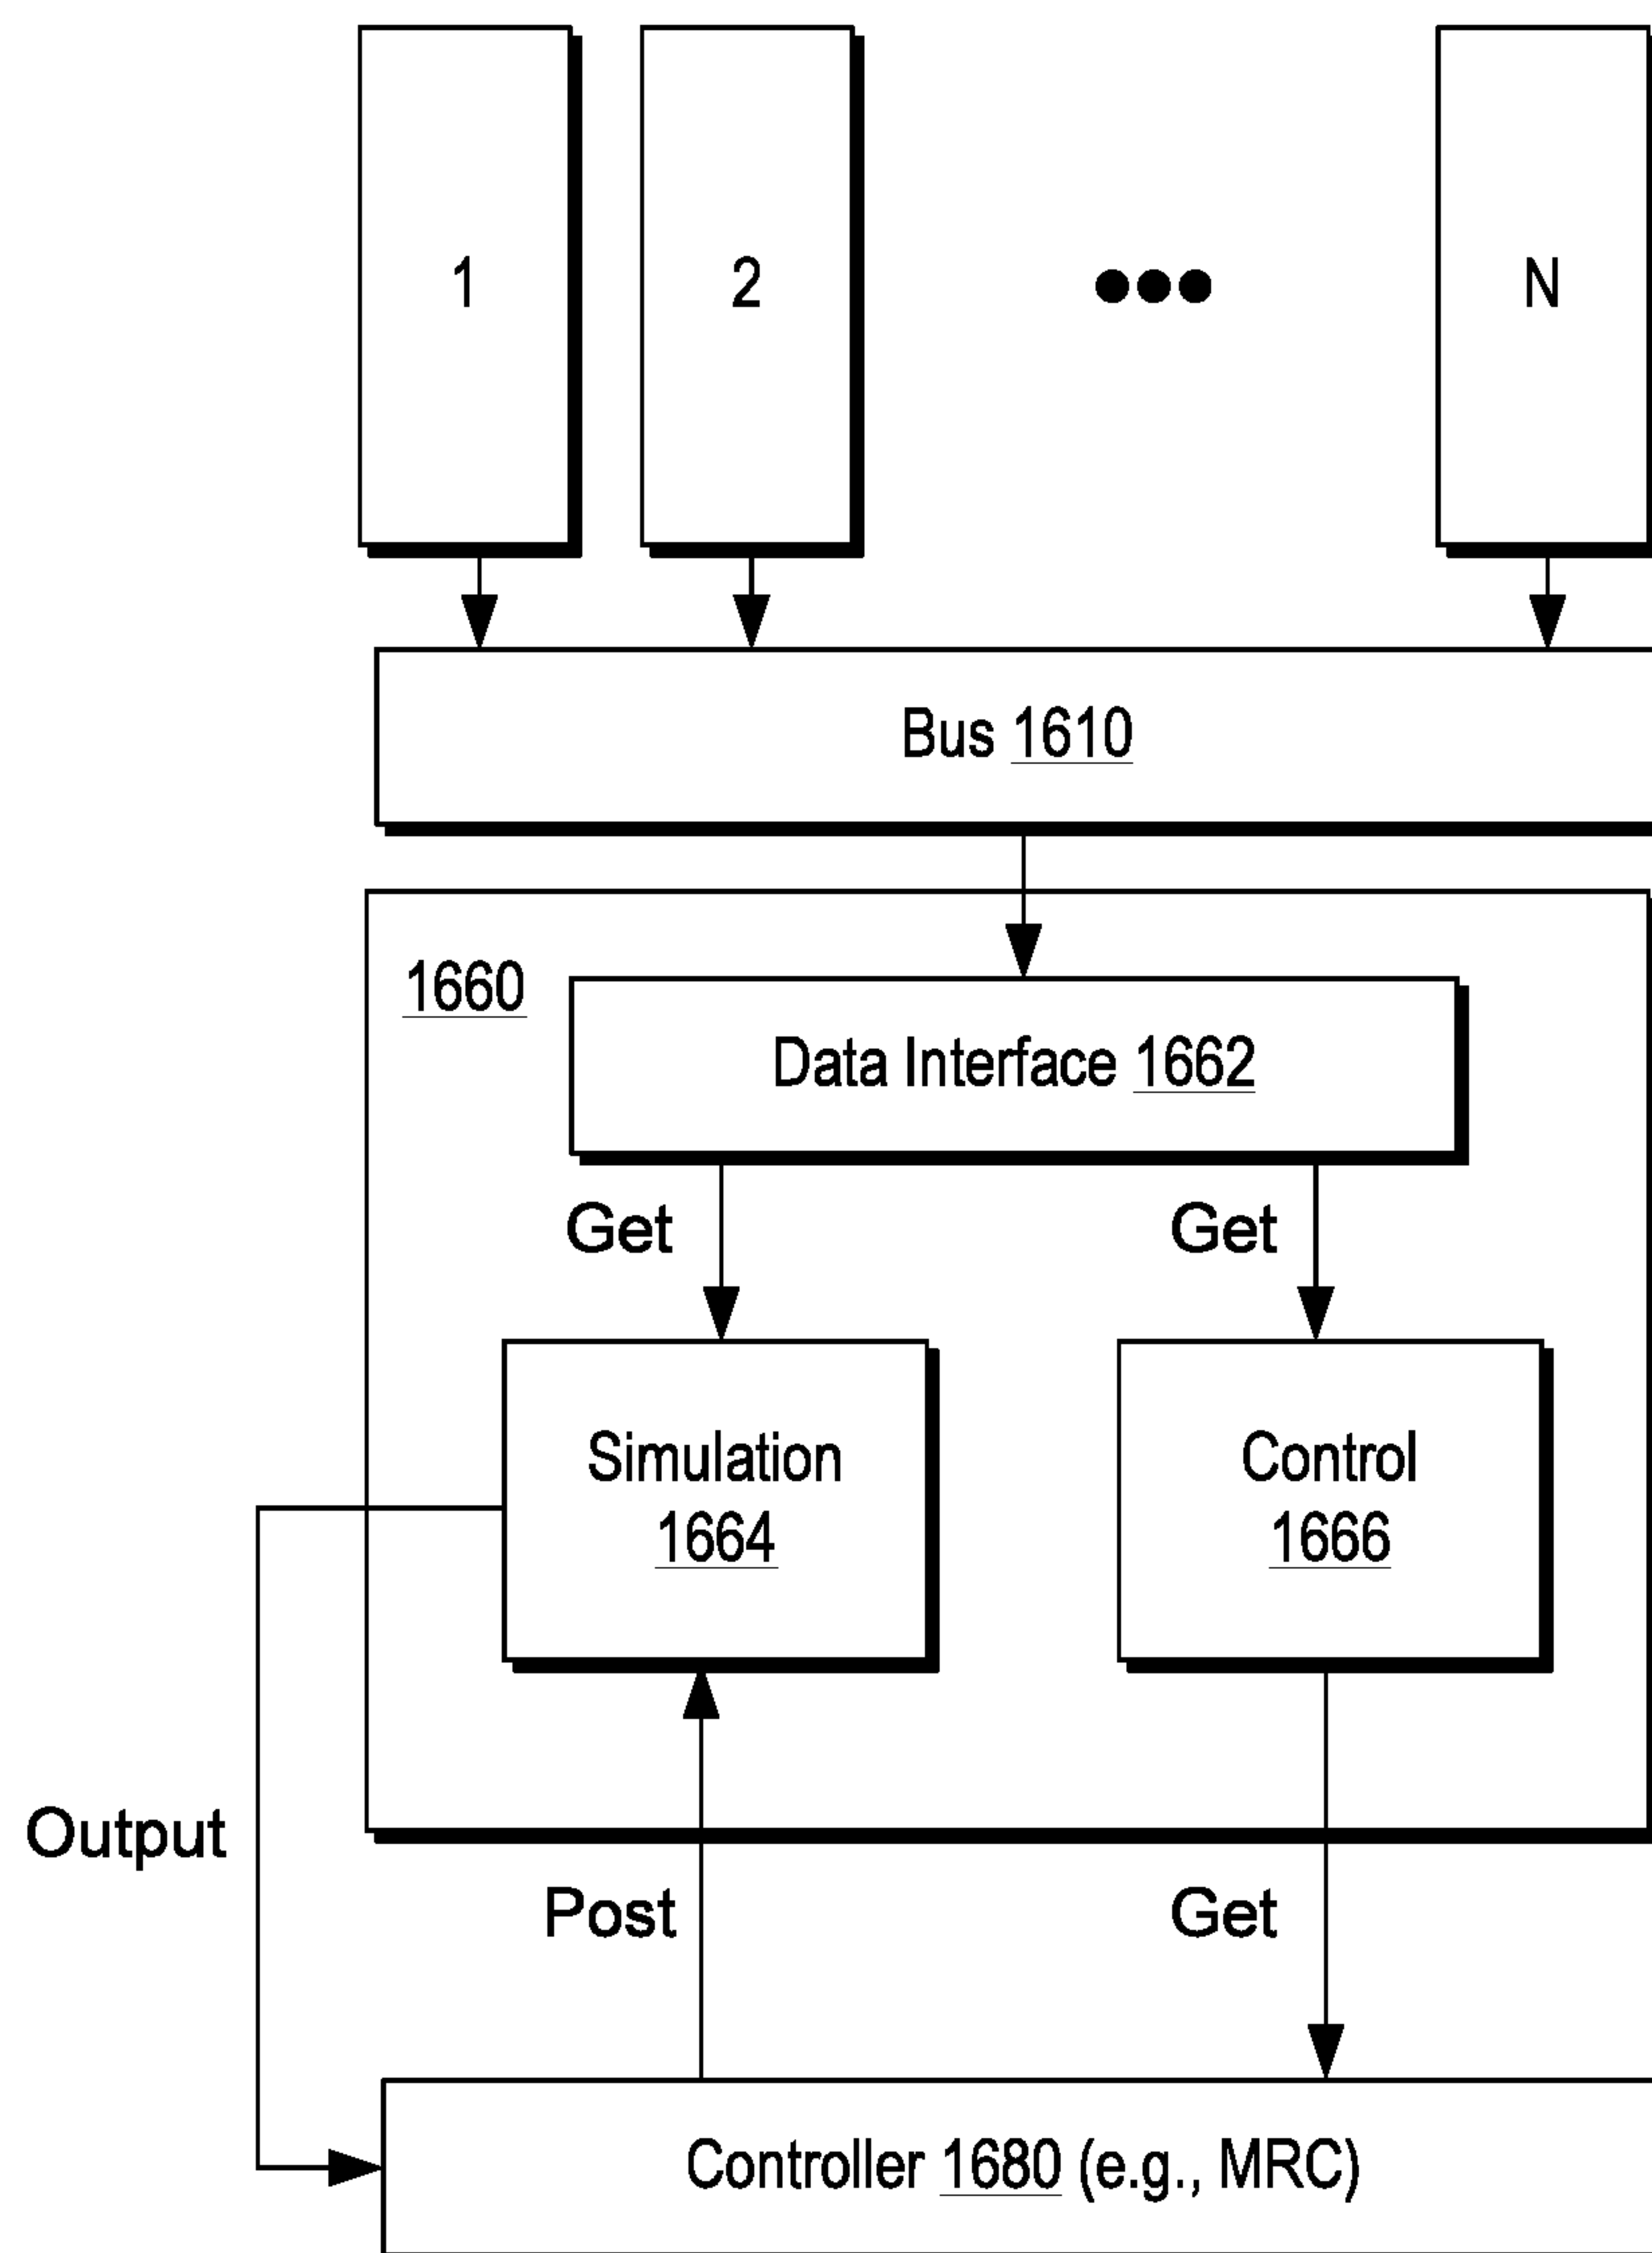 1
2
N
Bus 1610
1660
Data Interface 1662
Get
Get
Simulation
1664
Control
1666
Output
Post
Get
Controller 1680 (e.g., MRC)